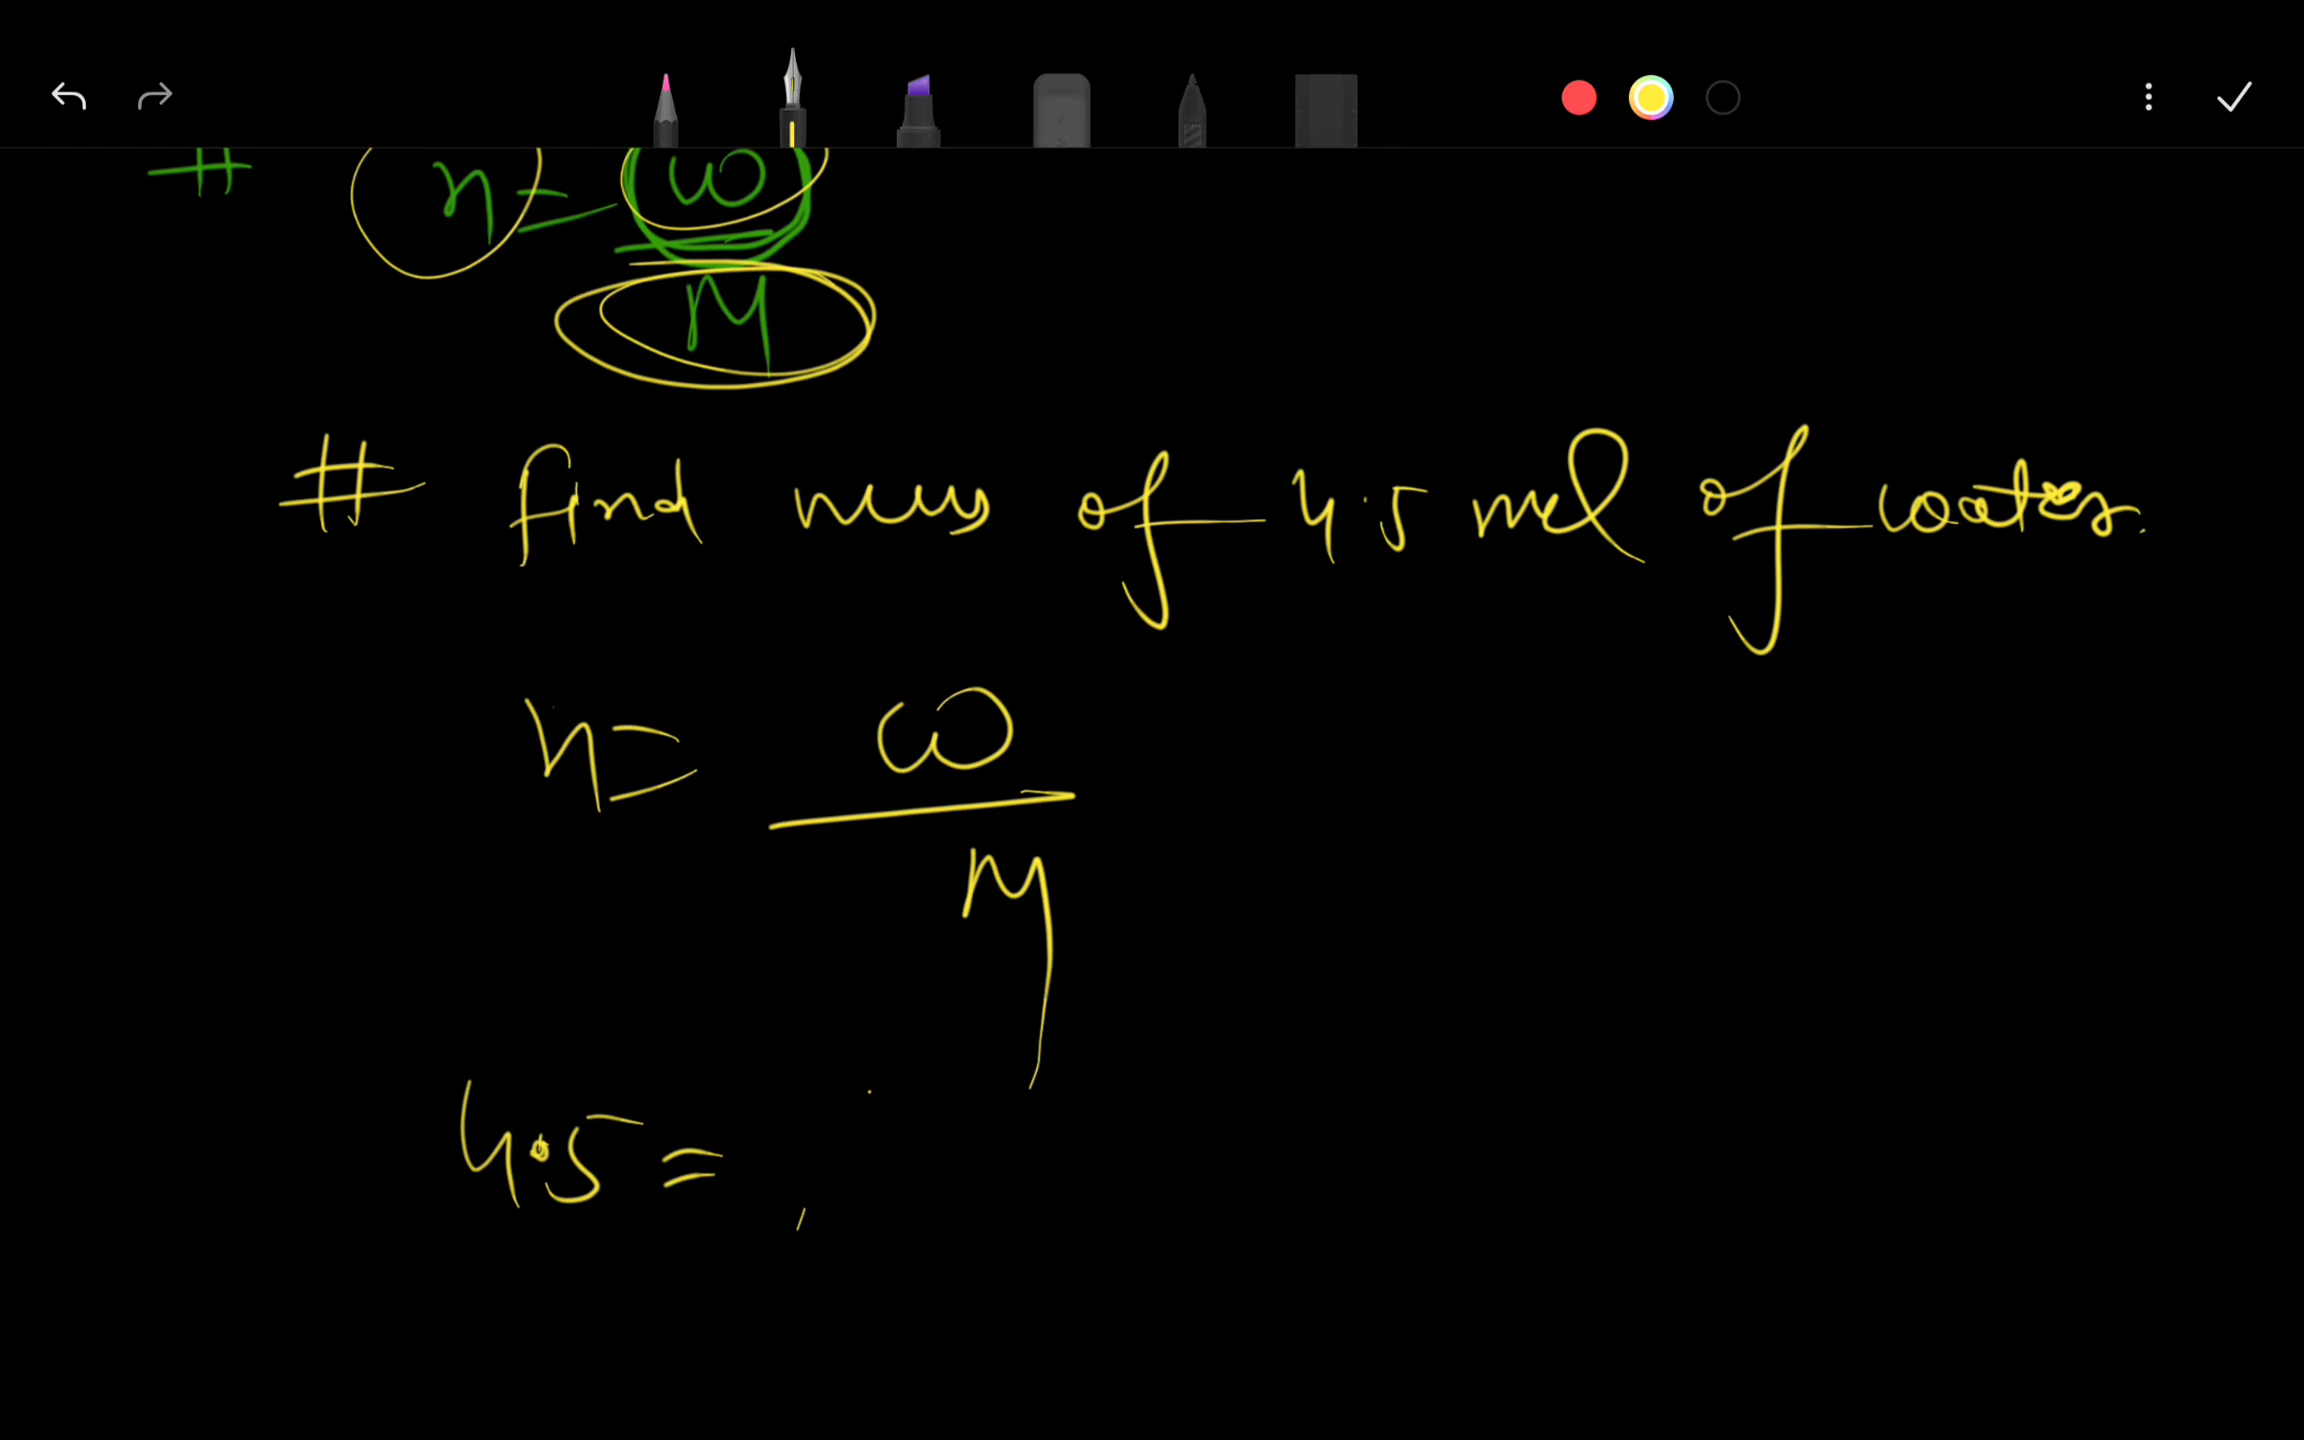 # n = w
M
# find mass of 4.5 mol of water.
n = w
M
4.5 =